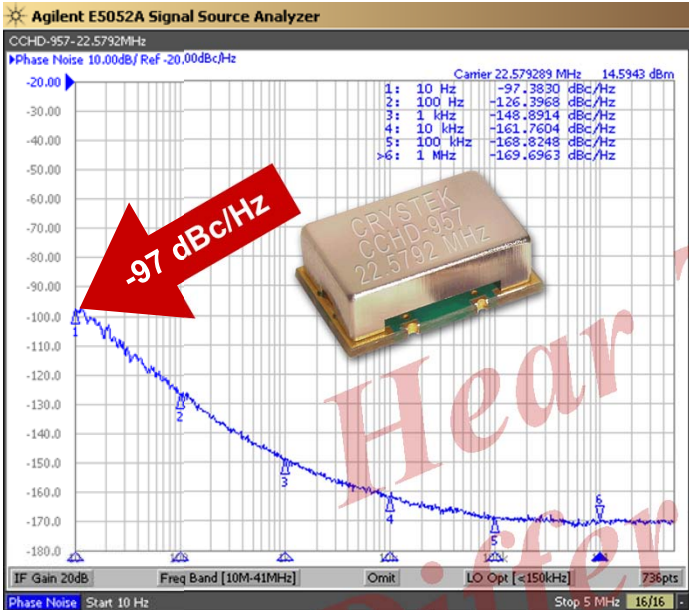 Agilent E5052A Signal Source Analyzer
CCHD-957-22.5792MHz
Phase Noise 10.00dB/ Ref -20.00dBc/Hz
Carrier 22.579289 MHz 14.5943 dBm
1: 10 Hz -97.3830 dBc/Hz
2: 100 Hz -126.3968 dBc/Hz
3: 1 kHz -148.8914 dBc/Hz
4: 10 kHz -161.7604 dBc/Hz
5: 100 kHz -168.8248 dBc/Hz
>6: 1 MHz -169.6963 dBc/Hz
-20.00
-30.00
-40.00
-50.00
-60.00
-70.00
-80.00
-90.00
-100.0
-110.0
-120.0
-130.0
-140.0
-150.0
-160.0
-170.0
-180.0
-97 dBc/Hz
CRYSTEK
CCHD-957
22.5792 MHz
1
2
3
4
5
6
Hear
Differ
IF Gain 20dB Freq Band [10M-41MHz] Omit LO Opt [<150kHz] 736pts
Phase Noise Start 10 Hz Stop 5 MHz 16/16